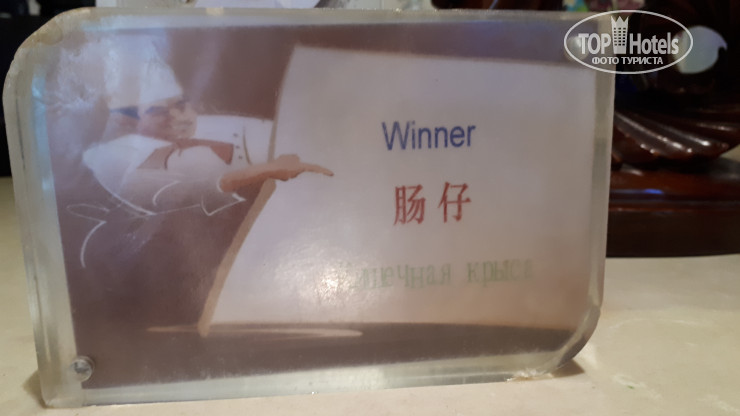 TOP Hotels
ФОТО ТУРИСТА
Winner
肠仔
крыса